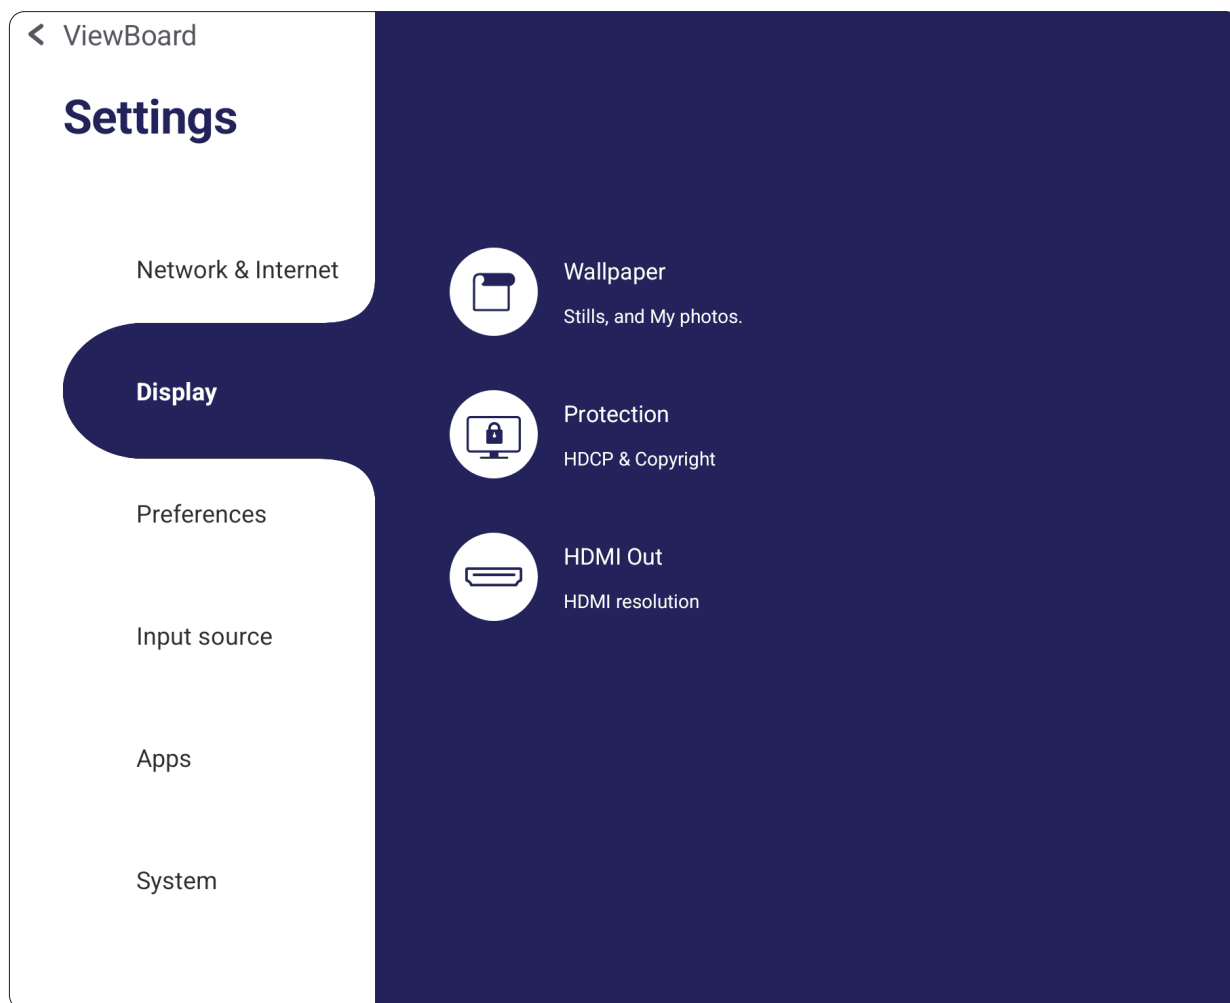 ViewBoard
Settings
Network & Internet
Display
Preferences
Input source
Apps
System
Wallpaper
Stills, and My photos.
Protection
HDCP & Copyright
HDMI Out
HDMI resolution